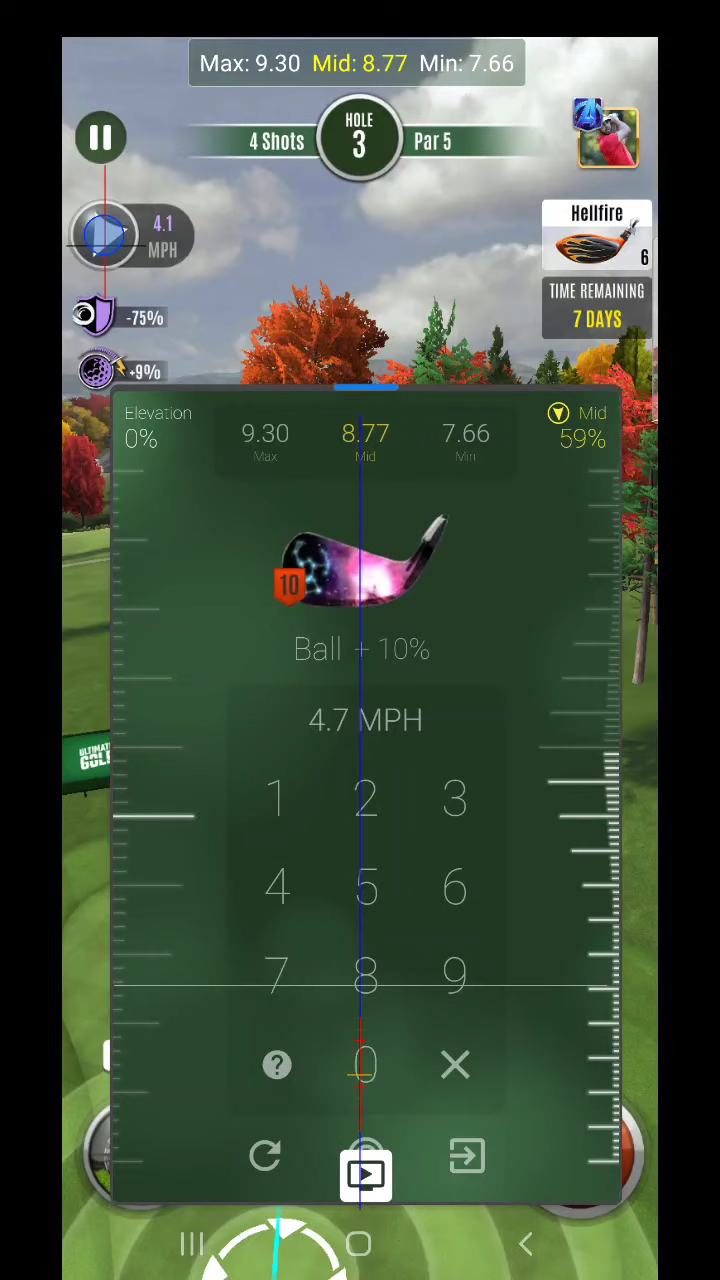 Max: 9.30 Mid: 8.77 Min: 7.66
HOLE
4 Shots 3 Par 5
4.1
MPH
Hellfire
6
TIME REMAINING
7 DAYS
-75%
+9%
Elevation
0%
9.30 8.77 7.66
Max Mid Min
Mid
59%
10
Ball + 10%
4.7 MPH
1 2 3
4 5 6
7 8 9
? 0